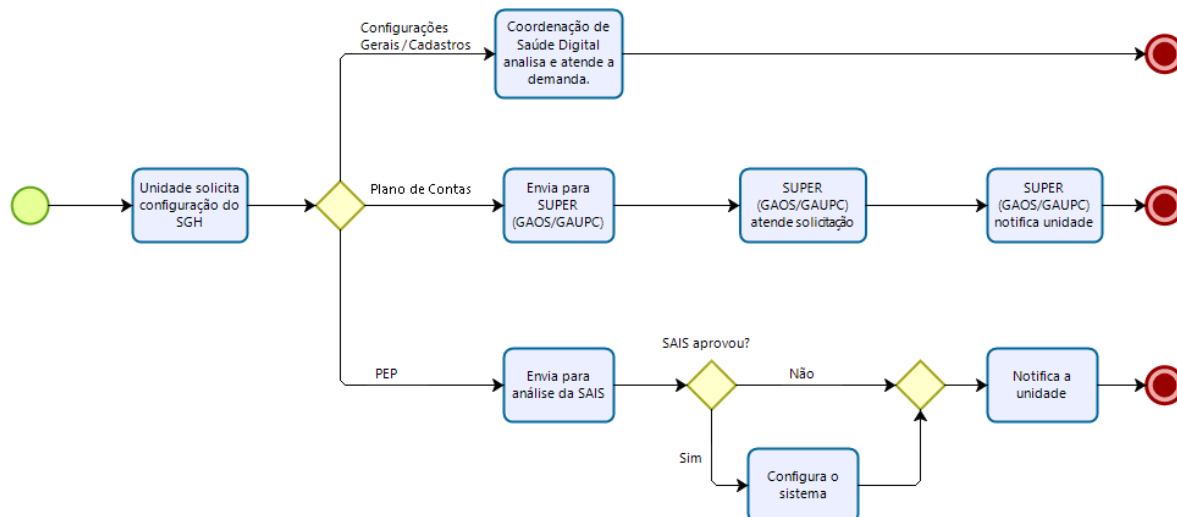 Configurações
Gerais / Cadastros
Coordenação de
Saúde Digital
analisa e atende a
demanda.
Unidade solicita
configuração do
SGH
Plano de Contas
Envia para
SUPER
(GAOS/GAUPC)
SUPER
(GAOS/GAUPC)
atende solicitação
SUPER
(GAOS/GAUPC)
notifica unidade
PEP
Envia para
análise da SAIS
SAIS aprovou?
Não
Sim
Configura o
sistema
Notifica a
unidade